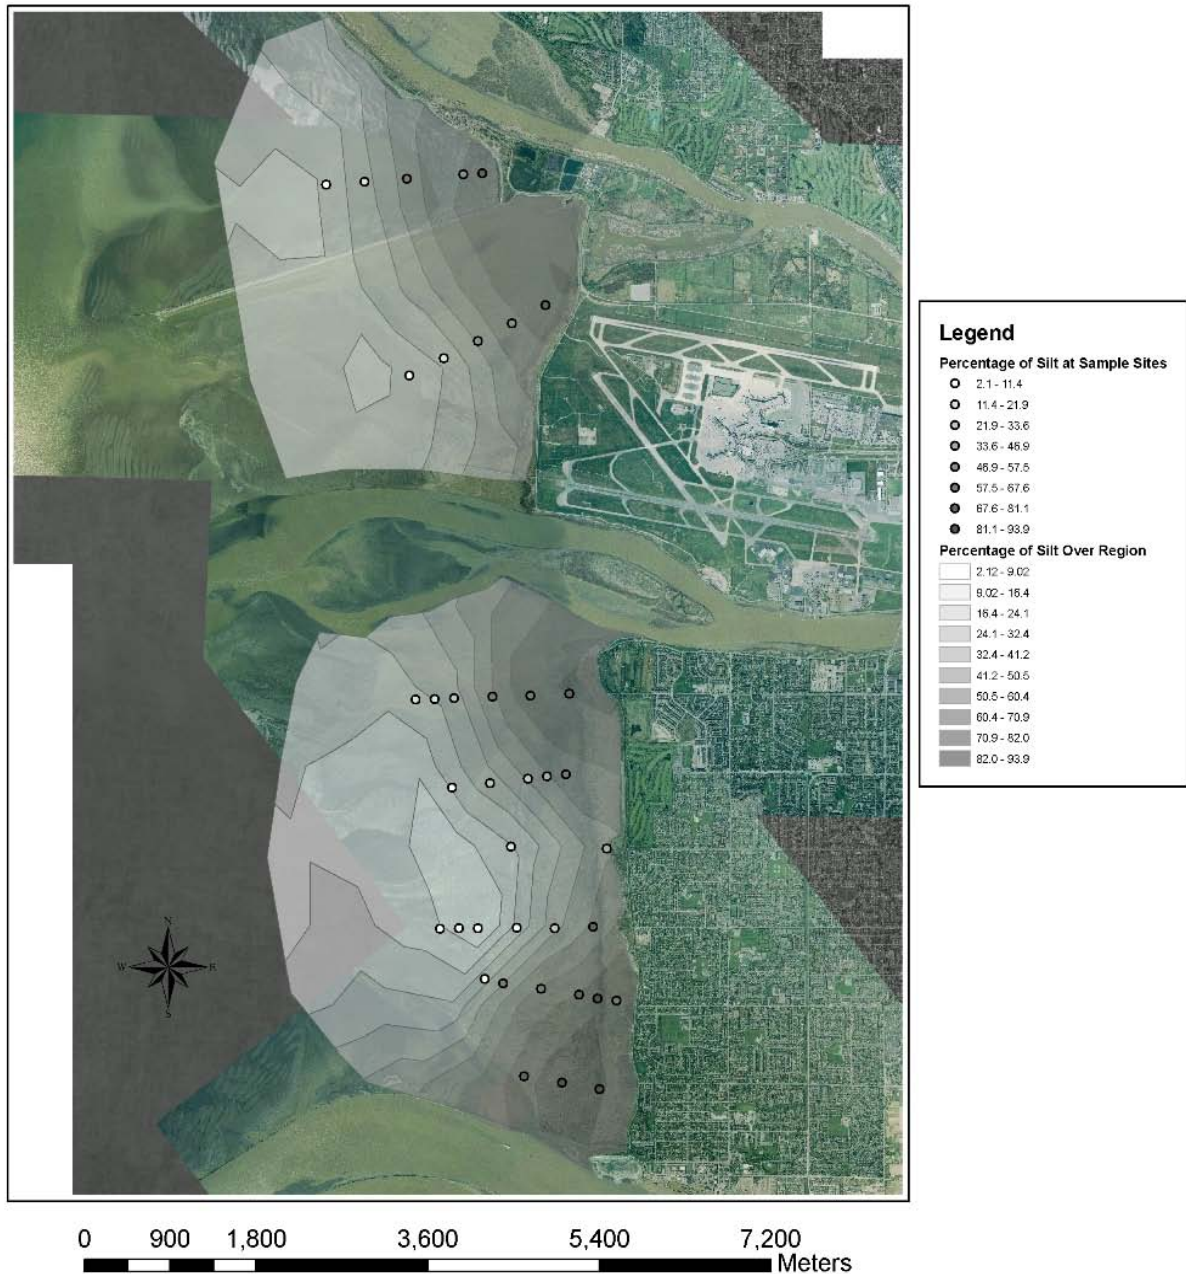 N
W
E
S
Legend
Percentage of Silt at Sample Sites
2.1 - 11.4
11.4 - 21.9
21.9 - 33.6
33.6 - 46.9
46.9 - 57.5
57.5 - 67.6
67.6 - 81.1
81.1 - 93.9
Percentage of Silt Over Region
2.12 - 9.02
9.02 - 16.4
16.4 - 24.1
24.1 - 32.4
32.4 - 41.2
41.2 - 50.5
50.5 - 60.4
60.4 - 70.9
70.9 - 82.0
82.0 - 93.9
0 900 1,800 3,600 5,400 7,200
Meters